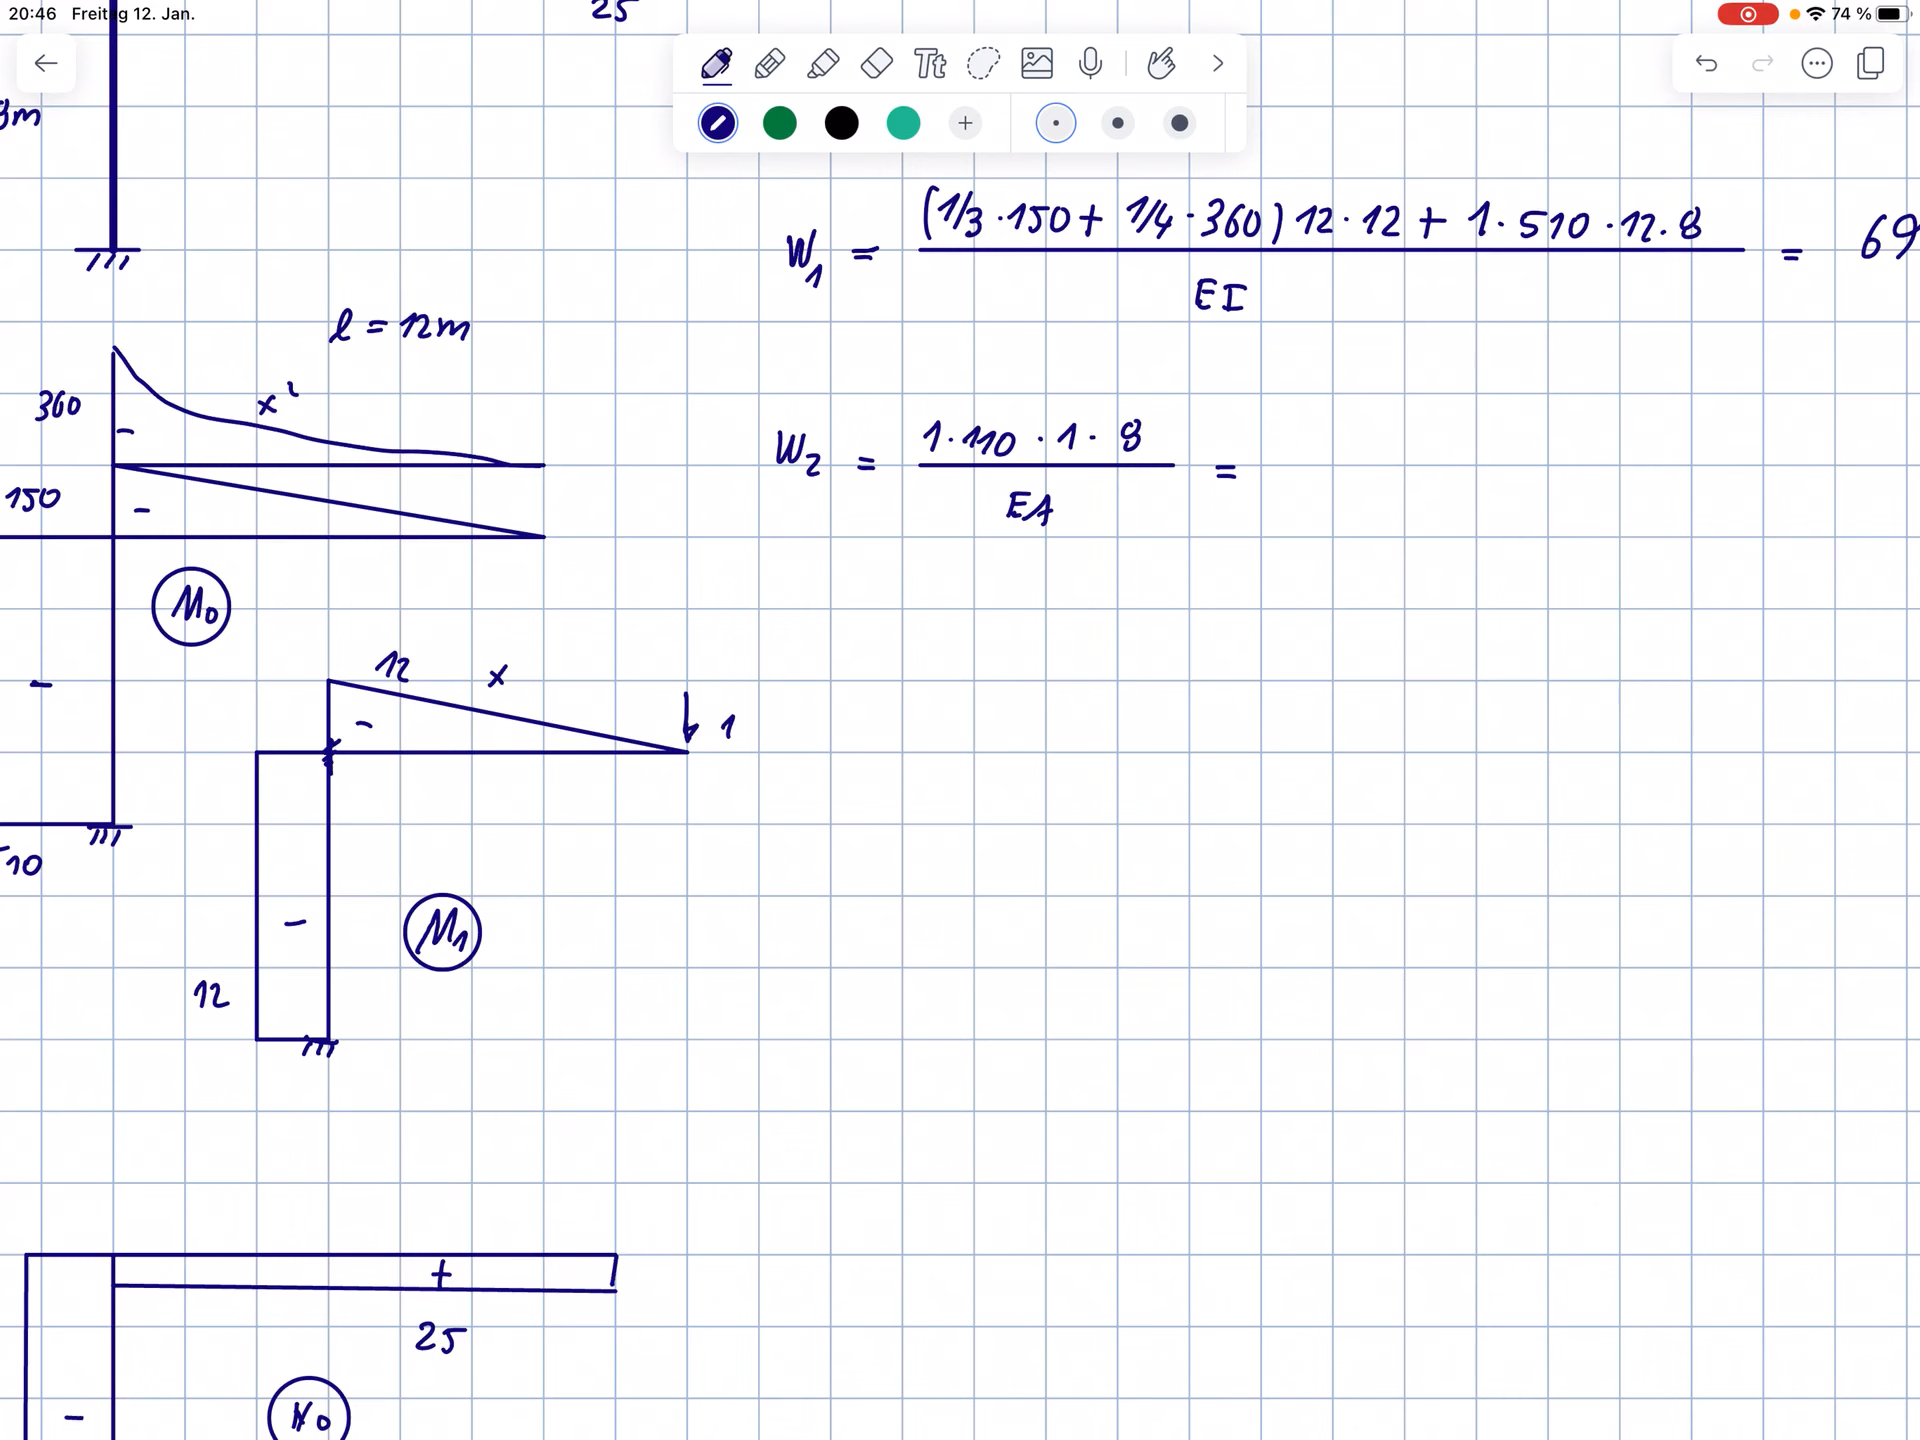 20:46 Freitag 12. Jan.
74 %
25
Tt
3m
(1/3 · 150 + 1/4 · 360) 12 · 12 + 1 · 510 · 12 · 8
W₁ = = 69
EI
l = 12m
360
x²
-
1 · 110 · 1 · 8
W₂ = =
EA
150
-
M₀
12 x
-
-
1
10
-
M₁
12
+
25
-
N₀